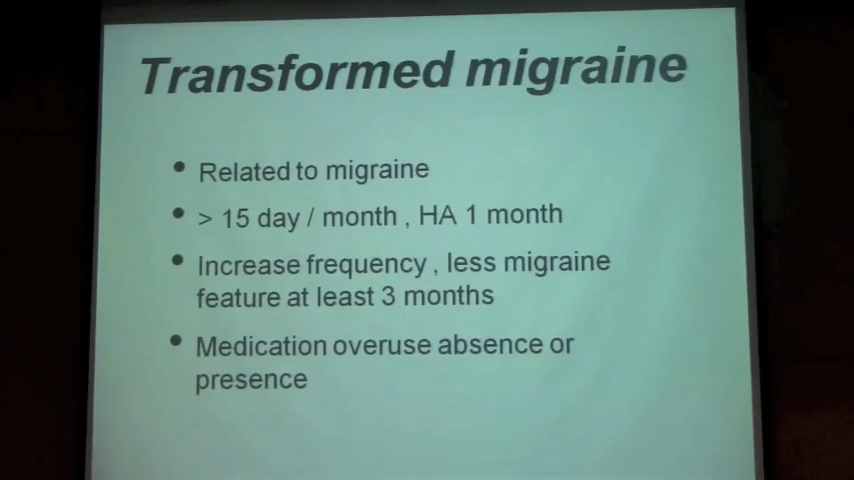 Transformed migraine
• Related to migraine
• > 15 day / month , HA 1 month
• Increase frequency , less migraine
feature at least 3 months
• Medication overuse absence or
presence